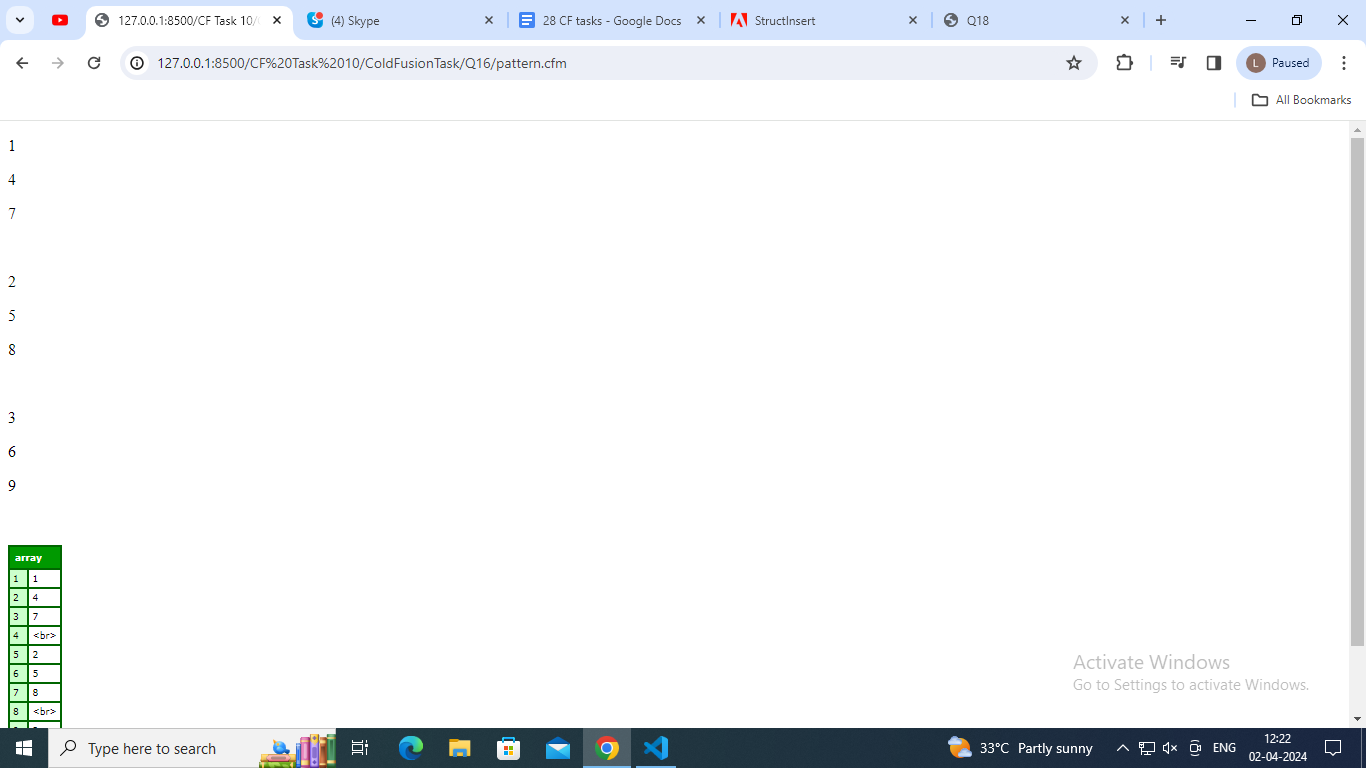 127.0.0.1:8500/CF Task 10/
(4) Skype
28 CF tasks - Google Docs
StructInsert
Q18
127.0.0.1:8500/CF%20Task%2010/ColdFusionTask/Q16/pattern.cfm
L Paused
All Bookmarks
1
4
7
2
5
8
3
6
9
array
1 1
2 4
3 7
4 <br>
5 2
6 5
7 8
8 <br>
Activate Windows
Go to Settings to activate Windows.
Type here to search
33°C Partly sunny
ENG
12:22
02-04-2024